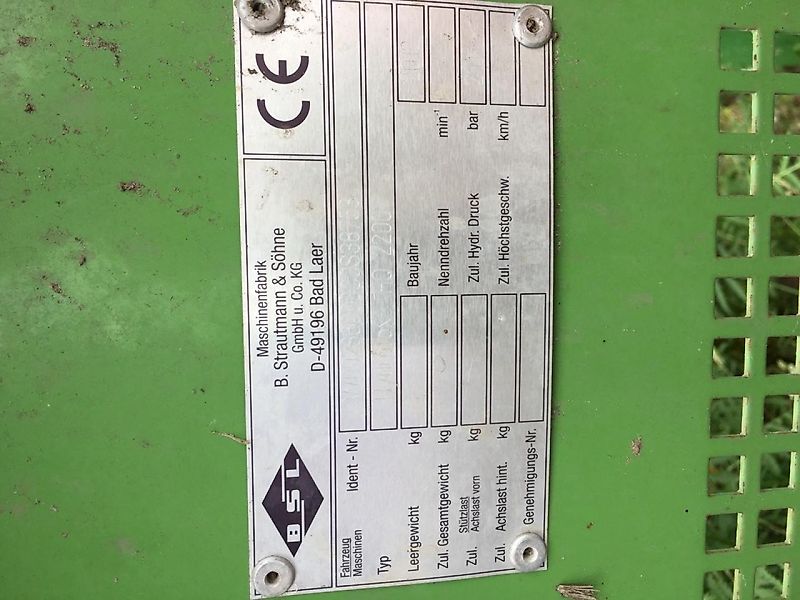 BSL
Maschinenfabrik
B. Strautmann & Söhne
GmbH u. Co. KG
D-49196 Bad Laer
CE
Fahrzeug
Maschinen
Ident - Nr.
Typ
Leergewicht kg
Baujahr
Zul. Gesamtgewicht kg
Nenndrehzahl min⁻¹
Zul. Stützlast
Achslast vorn kg
Zul. Hydr. Druck bar
Zul. Achslast hint. kg
Zul. Höchstgeschw. km/h
Genehmigungs-Nr.